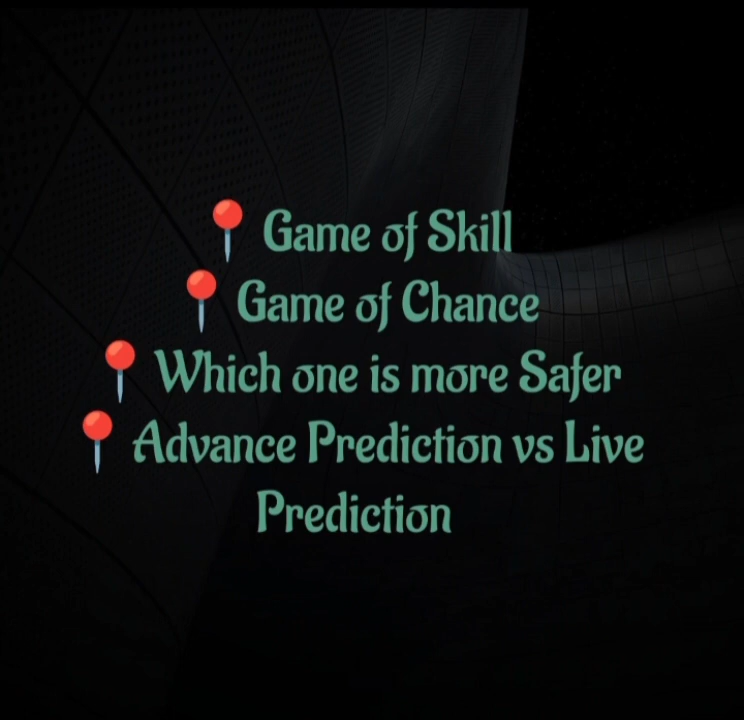 📍 Game of Skill
📍 Game of Chance
📍 Which one is more Safer
📍 Advance Prediction vs Live
Prediction